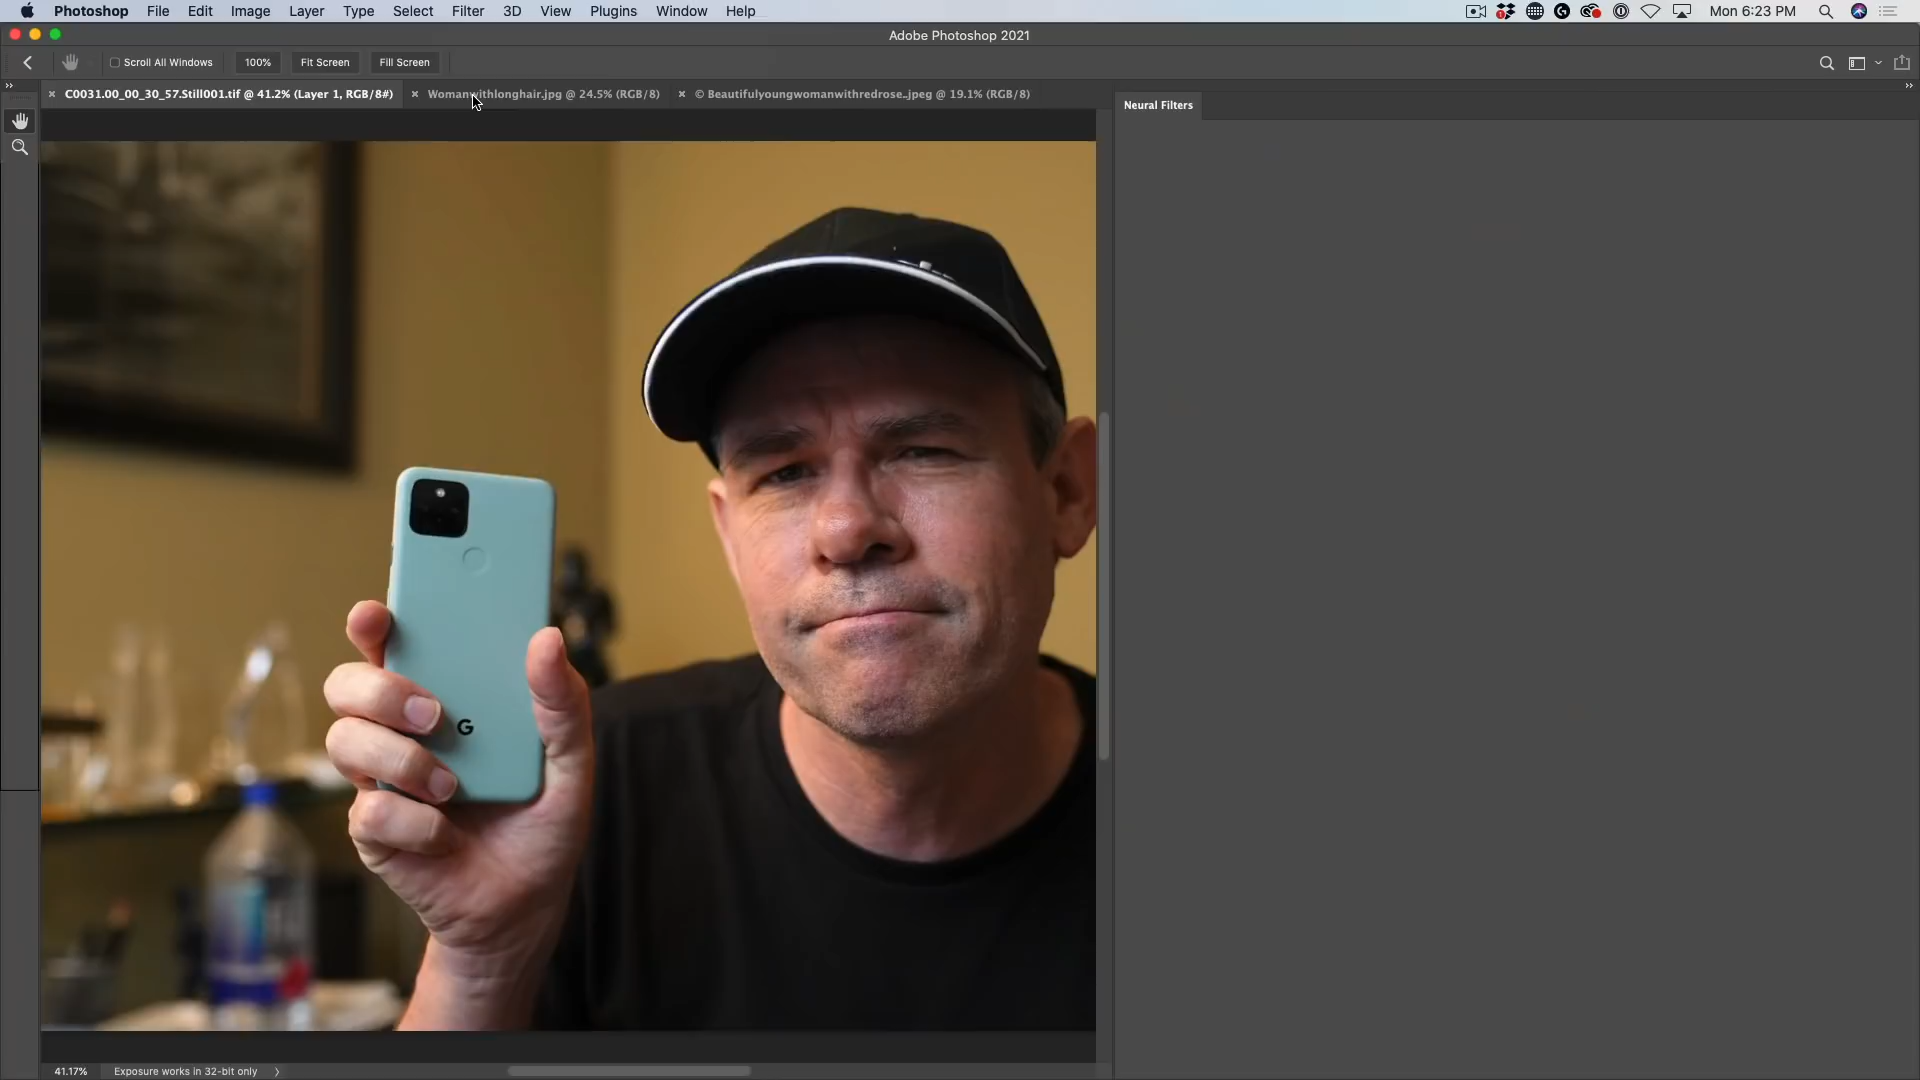 Photoshop File Edit Image Layer Type Select Filter 3D View Plugins Window Help Mon 6:23 PM
Adobe Photoshop 2021
Scroll All Windows 100% Fit Screen Fill Screen
C0031.00_00_30_57.Still001.tif @ 41.2% (Layer 1, RGB/8#) Womanwithlonghair.jpg @ 24.5% (RGB/8) © Beautifulyoungwomanwithredrose..jpeg @ 19.1% (RGB/8)
Neural Filters
G
41.17% Exposure works in 32-bit only